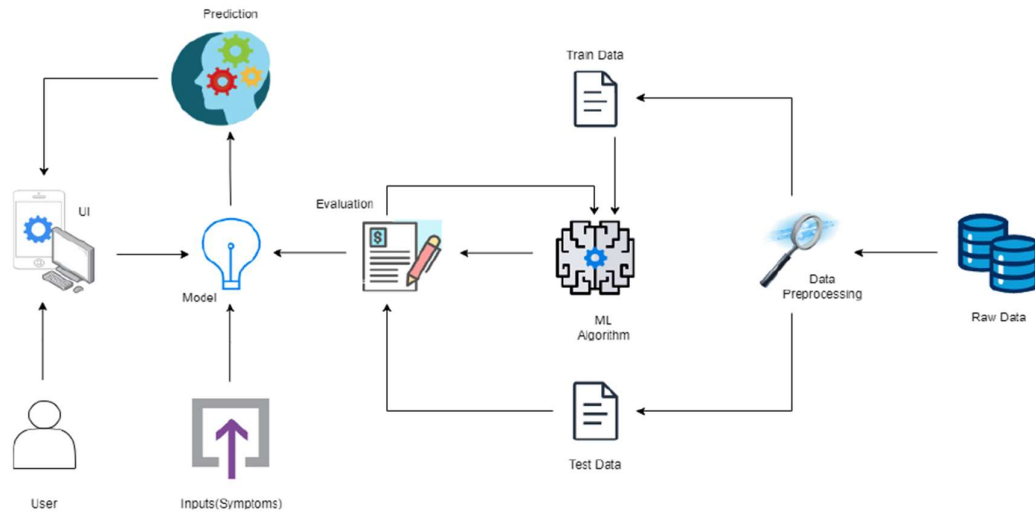 Prediction
Train Data
UI
Evaluation
$
Model
ML
Algorithm
Data
Preprocessing
Raw Data
Test Data
User
Inputs(Symptoms)